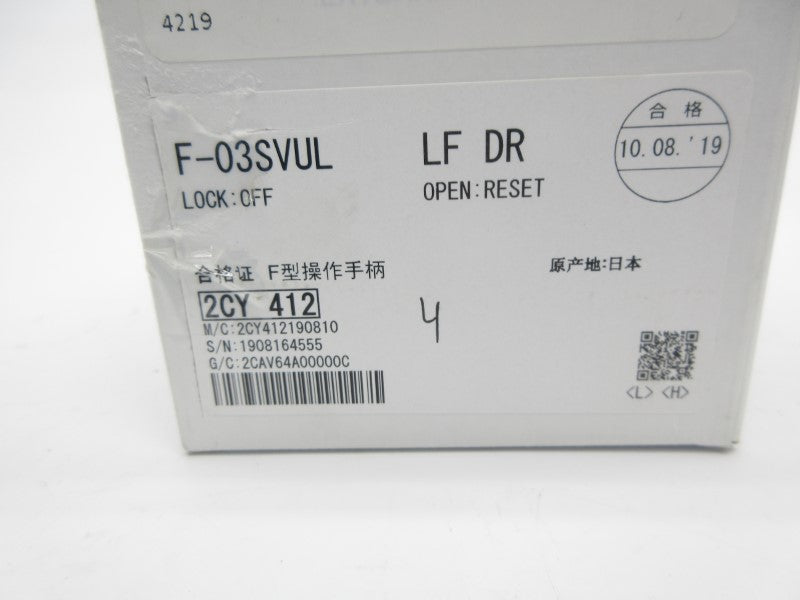 4219
F-03SVUL
LF DR
LOCK:OFF
OPEN:RESET
合格
10.08.'19
合格证 F型操作手柄
原产地:日本
2CY 412
M/C:2CY412190810
S/N:1908164555
G/C:2CAV64A00000C
4
<L> <H>